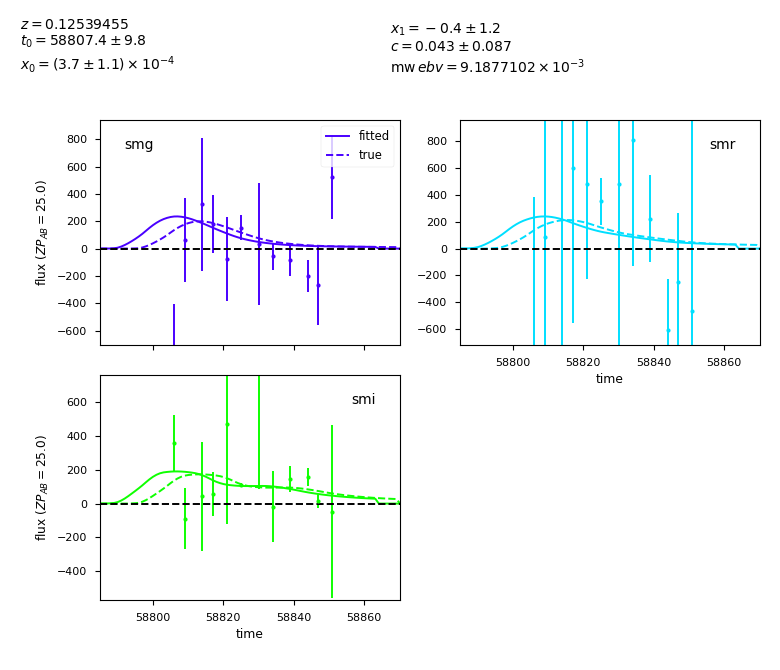 z = 0.12539455
t₀ = 58807.4 ± 9.8
x₀ = (3.7 ± 1.1) × 10⁻⁴
x₁ = −0.4 ± 1.2
c = 0.043 ± 0.087
mw ebv = 9.1877102 × 10⁻³
smg
fitted
true
800
600
400
200
0
−200
−400
−600
flux (ZP_AB = 25.0)
smr
800
600
400
200
0
−200
−400
−600
58800 58820 58840 58860
time
smi
600
400
200
0
−200
−400
flux (ZP_AB = 25.0)
58800 58820 58840 58860
time